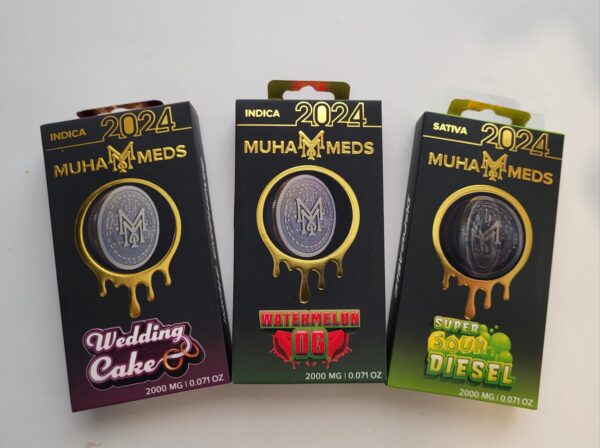 INDICA 2024
MUHA MEDS
Wedding
Cake
2000 MG | 0.071 OZ
INDICA 2024
MUHA MEDS
WATERMELON
OG
2000 MG | 0.071 OZ
SATIVA 2024
MUHA MEDS
SUPER
SOUR
DIESEL
2000 MG | 0.071 OZ